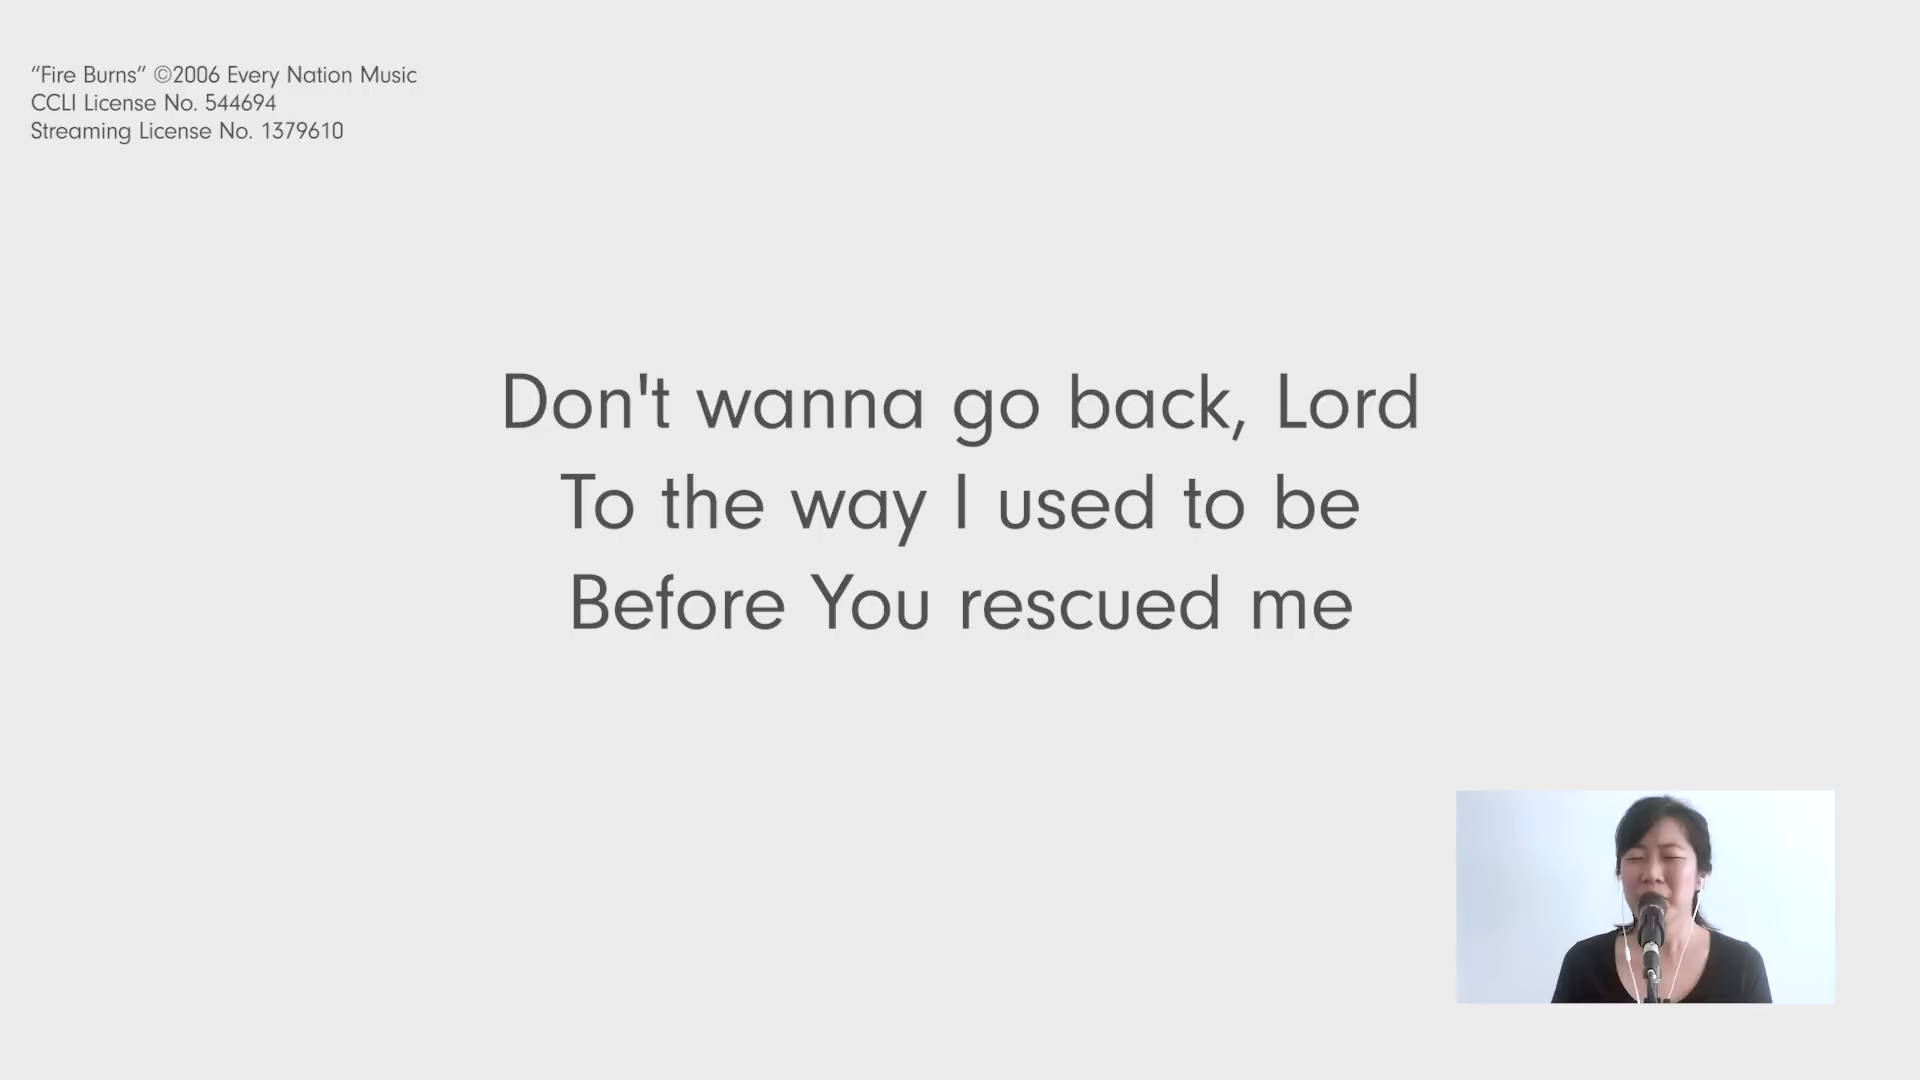 “Fire Burns” ©2006 Every Nation Music
CCLI License No. 544694
Streaming License No. 1379610
Don't wanna go back, Lord
To the way I used to be
Before You rescued me